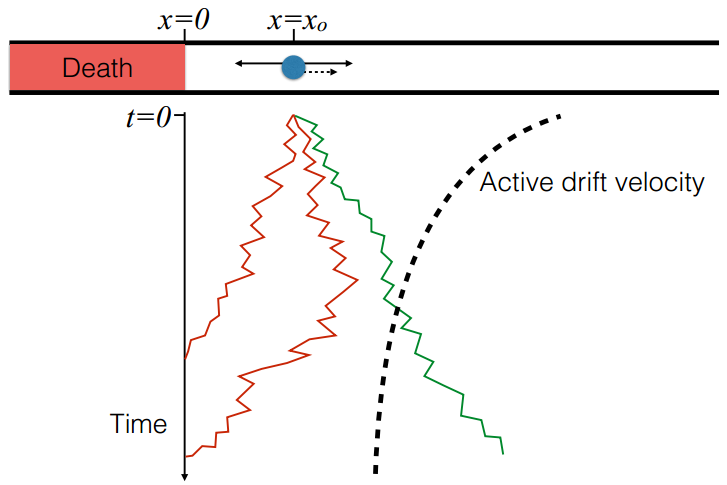 x=0 x=xₒ
Death
t=0
Active drift velocity
Time